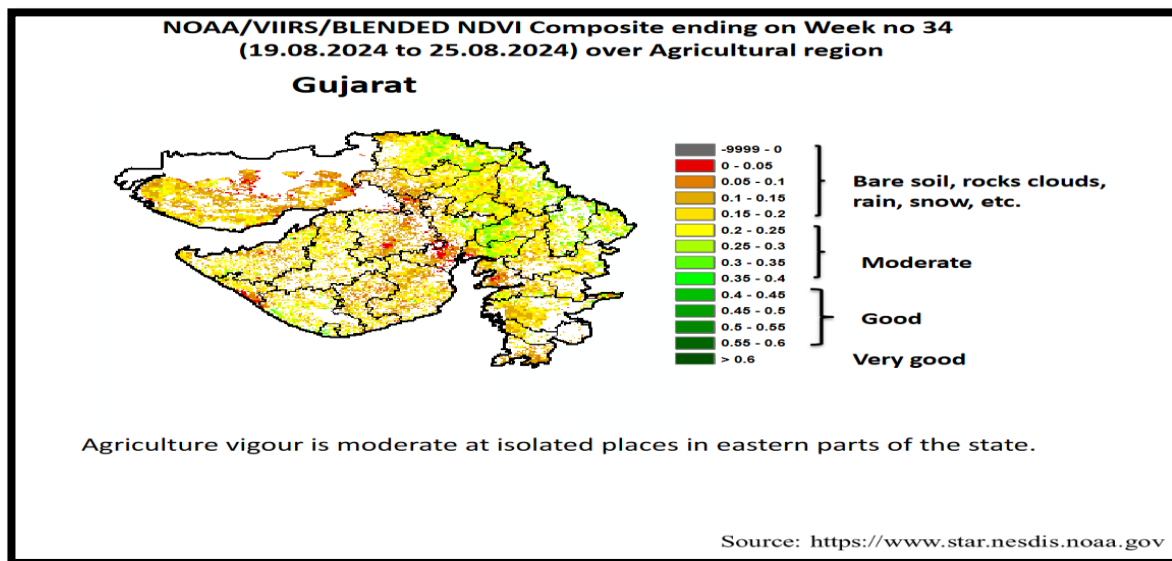 NOAA/VIIRS/BLENDED NDVI Composite ending on Week no 34
(19.08.2024 to 25.08.2024) over Agricultural region
Gujarat
-9999 - 0
0 - 0.05
0.05 - 0.1
0.1 - 0.15
0.15 - 0.2
0.2 - 0.25
0.25 - 0.3
0.3 - 0.35
0.35 - 0.4
0.4 - 0.45
0.45 - 0.5
0.5 - 0.55
0.55 - 0.6
> 0.6
Bare soil, rocks clouds,
rain, snow, etc.
Moderate
Good
Very good
Agriculture vigour is moderate at isolated places in eastern parts of the state.
Source: https://www.star.nesdis.noaa.gov